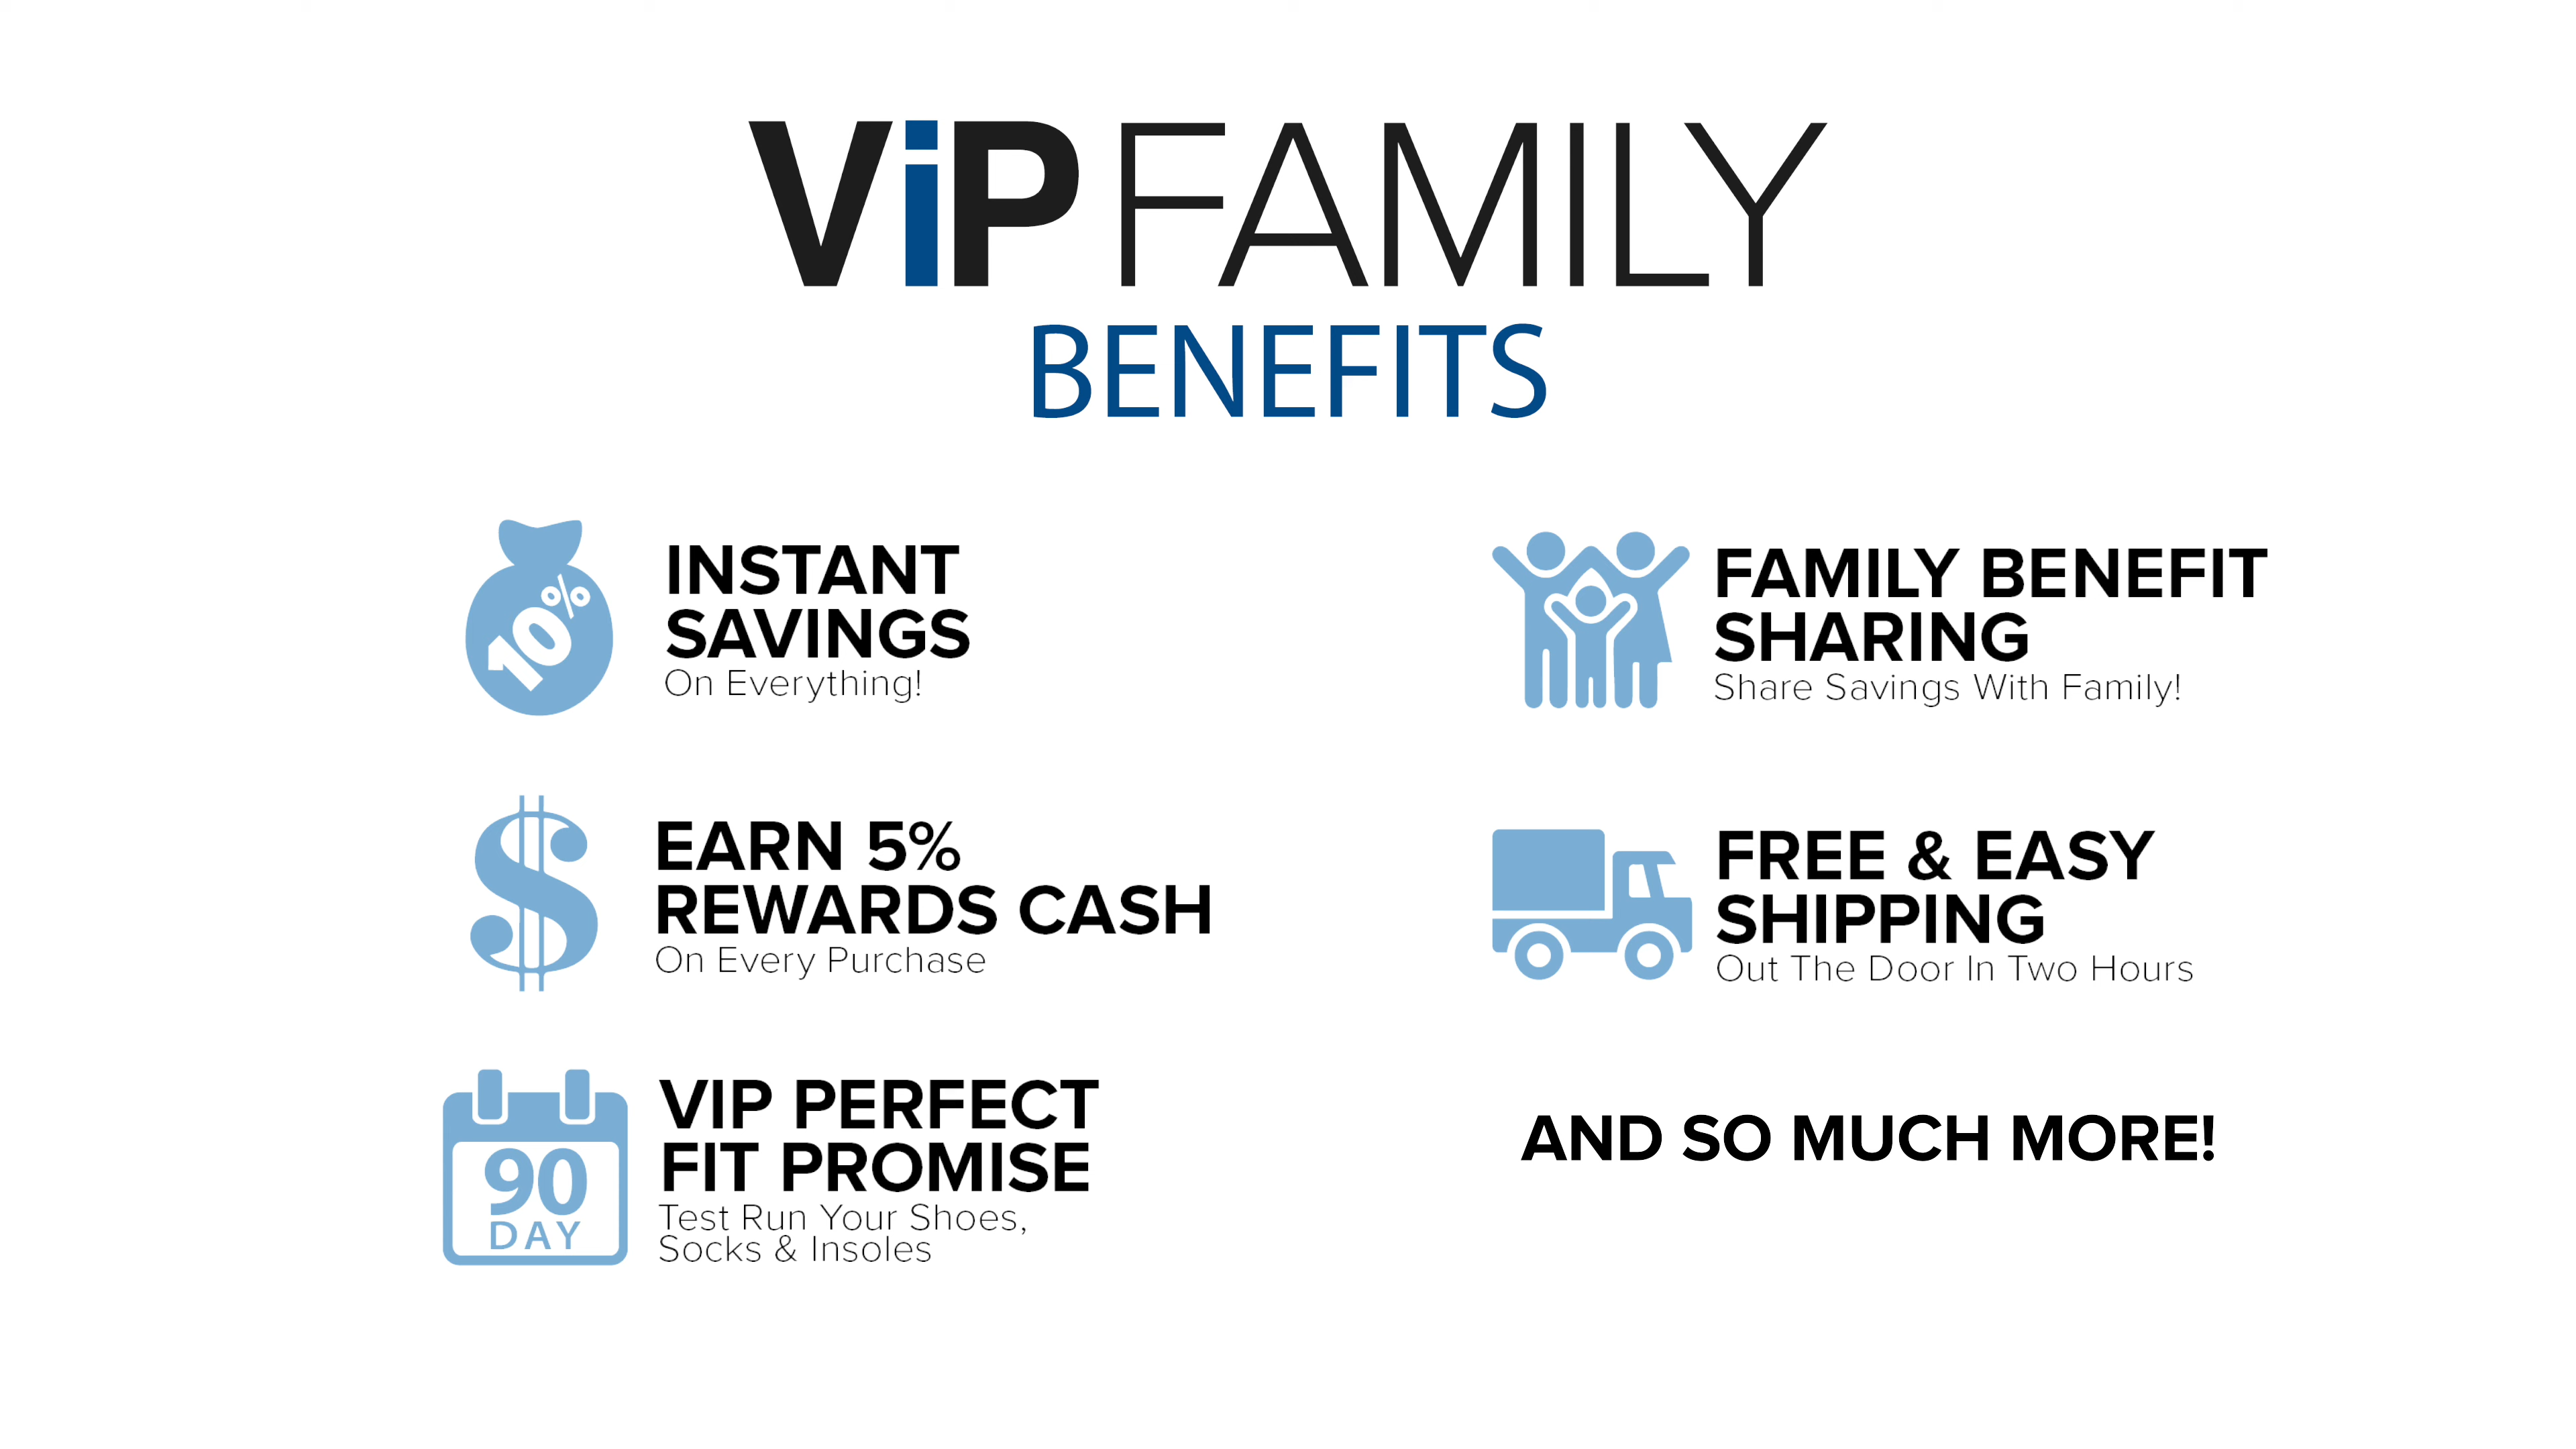 ViP FAMILY
BENEFITS
10%
INSTANT
SAVINGS
On Everything!
EARN 5%
REWARDS CASH
On Every Purchase
90
DAY
VIP PERFECT
FIT PROMISE
Test Run Your Shoes,
Socks & Insoles
FAMILY BENEFIT
SHARING
Share Savings With Family!
FREE & EASY
SHIPPING
Out The Door In Two Hours
AND SO MUCH MORE!